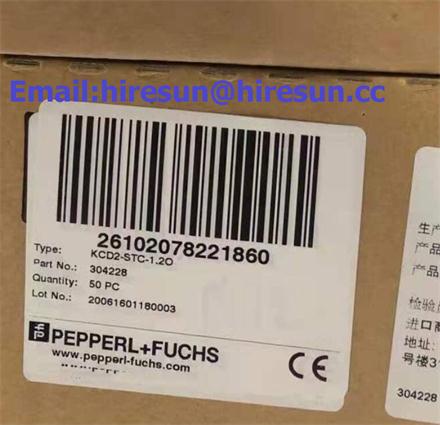 Email:hiresun@hiresun.cc
26102078221860
Type: KCD2-STC-1.2O
Part No.: 304228
Quantity: 50 PC
Lot No.: 20061601180003
PEPPERL+FUCHS
www.pepperl-fuchs.com
CE
生产
产品
产品
检验
进口商
地址:
号楼3
304228